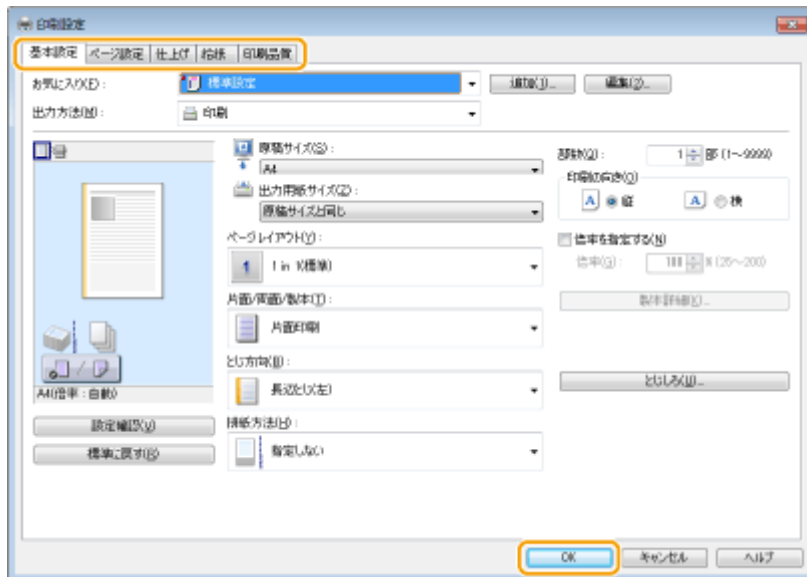 印刷設定
基本設定 ページ設定 仕上げ 給紙 印刷品質
お気に入り(E) : 標準設定 追加(1)... 編集(2)...
出力方法(M) : 印刷
原稿サイズ(S) :
A4
出力用紙サイズ(Z) :
原稿サイズと同じ
ページレイアウト(Y) :
1 1 in 1(標準)
片面/両面/製本(T) :
片面印刷
とじ方向(B) :
長辺とじ(左)
排紙方法(H) :
指定しない
部数(Q) : 1 部 (1～9999)
印刷の向き(O)
A 縦 A 横
倍率を指定する(N)
倍率(G) : 100 % (25～200)
製本詳細(K)...
とじしろ(U)...
A4(倍率 : 自動)
設定確認(V)
標準に戻す(R)
OK キャンセル ヘルプ